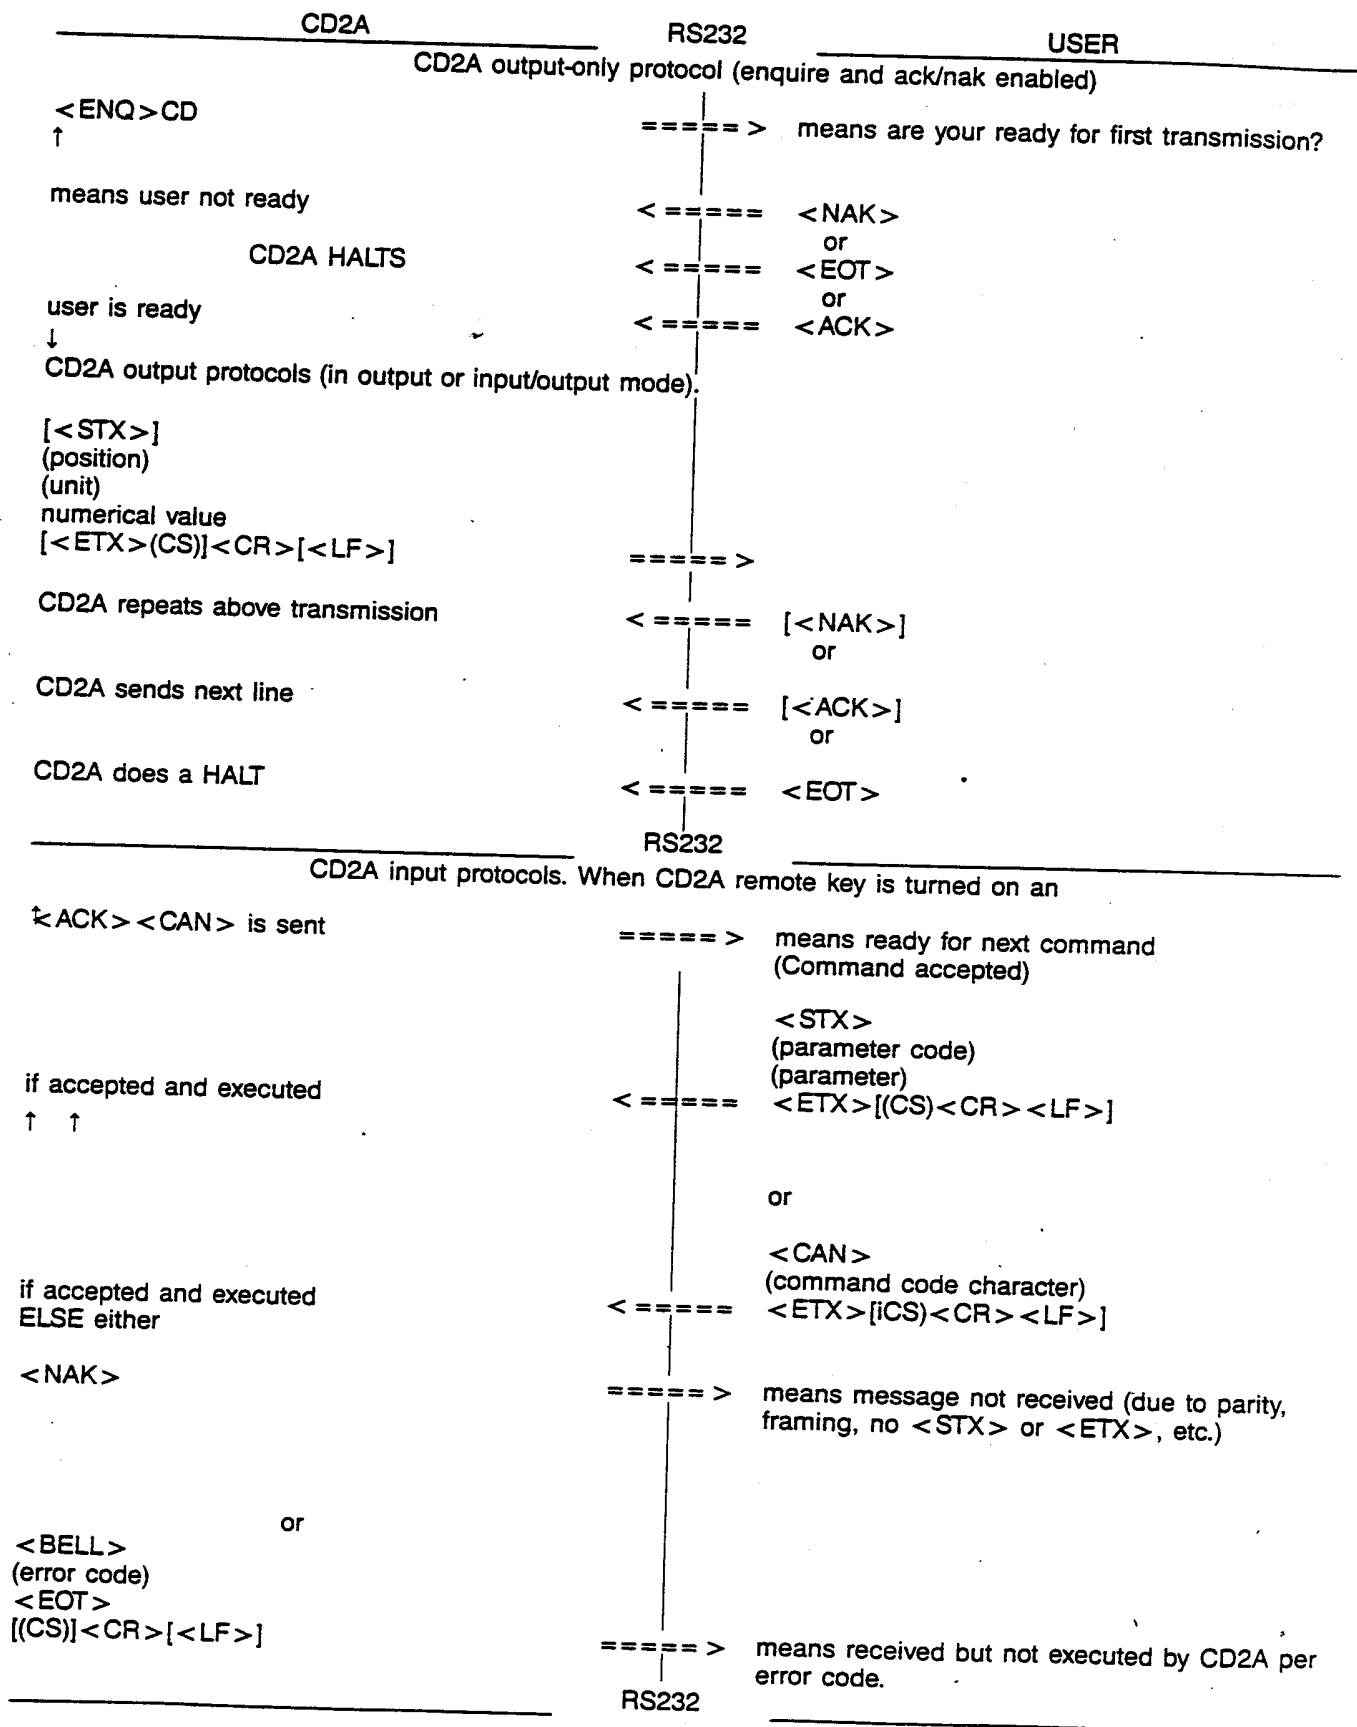 CD2A RS232 USER
CD2A output-only protocol (enquire and ack/nak enabled)
<ENQ>CD =====> means are your ready for first transmission?
↑
means user not ready <===== <NAK>
or
CD2A HALTS <===== <EOT>
or
user is ready <===== <ACK>
↓
CD2A output protocols (in output or input/output mode).
[<STX>]
(position)
(unit)
numerical value
[<ETX>(CS)]<CR>[<LF>] =====>
CD2A repeats above transmission <===== [<NAK>]
or
CD2A sends next line <===== [<ACK>]
or
CD2A does a HALT <===== <EOT>
RS232
CD2A input protocols. When CD2A remote key is turned on an
<ACK><CAN> is sent =====> means ready for next command
(Command accepted)
<STX>
(parameter code)
(parameter)
if accepted and executed <===== <ETX>[(CS)<CR><LF>]
↑ ↑
or
<CAN>
(command code character)
if accepted and executed <===== <ETX>[iCS)<CR><LF>]
ELSE either
<NAK> =====> means message not received (due to parity,
framing, no <STX> or <ETX>, etc.)
or
<BELL>
(error code)
<EOT>
[(CS)]<CR>[<LF>] =====> means received but not executed by CD2A per
error code.
RS232